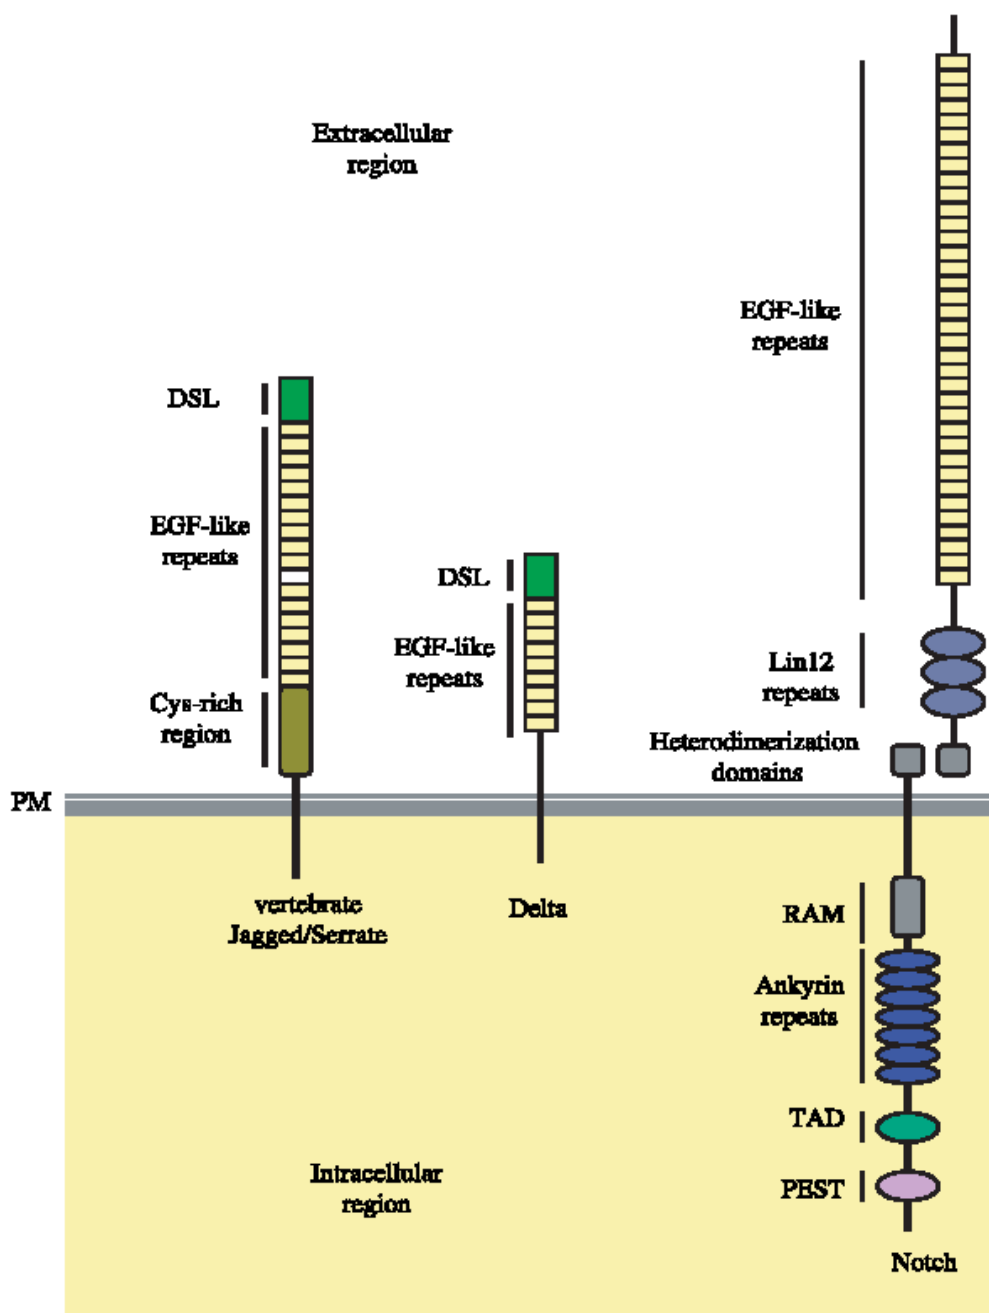 Extracellular
region
EGF-like
repeats
DSL
EGF-like
repeats
Cys-rich
region
DSL
EGF-like
repeats
Lin12
repeats
Heterodimerization
domains
PM
vertebrate
Jagged/Serrate
Delta
RAM
Ankyrin
repeats
TAD
PEST
Intracellular
region
Notch